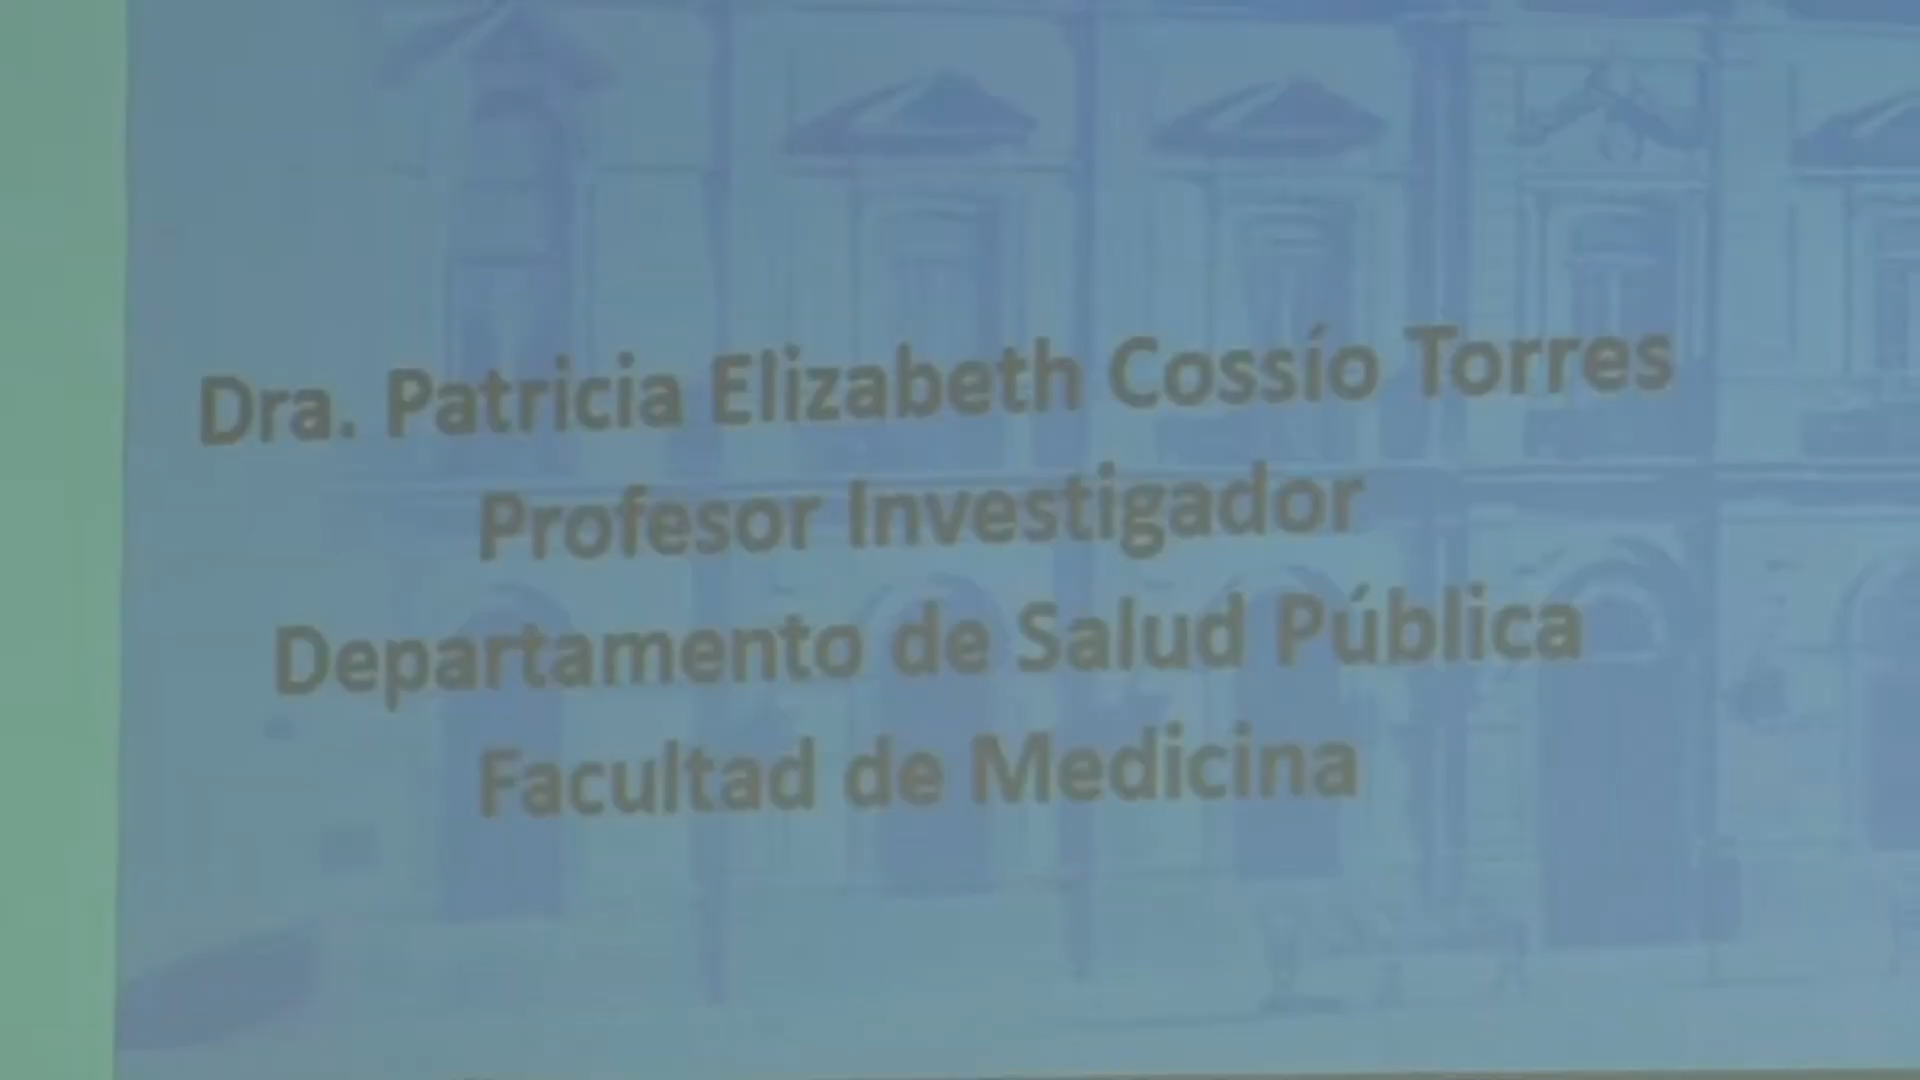 Dra. Patricia Elizabeth Cossío Torres
Profesor Investigador
Departamento de Salud Pública
Facultad de Medicina